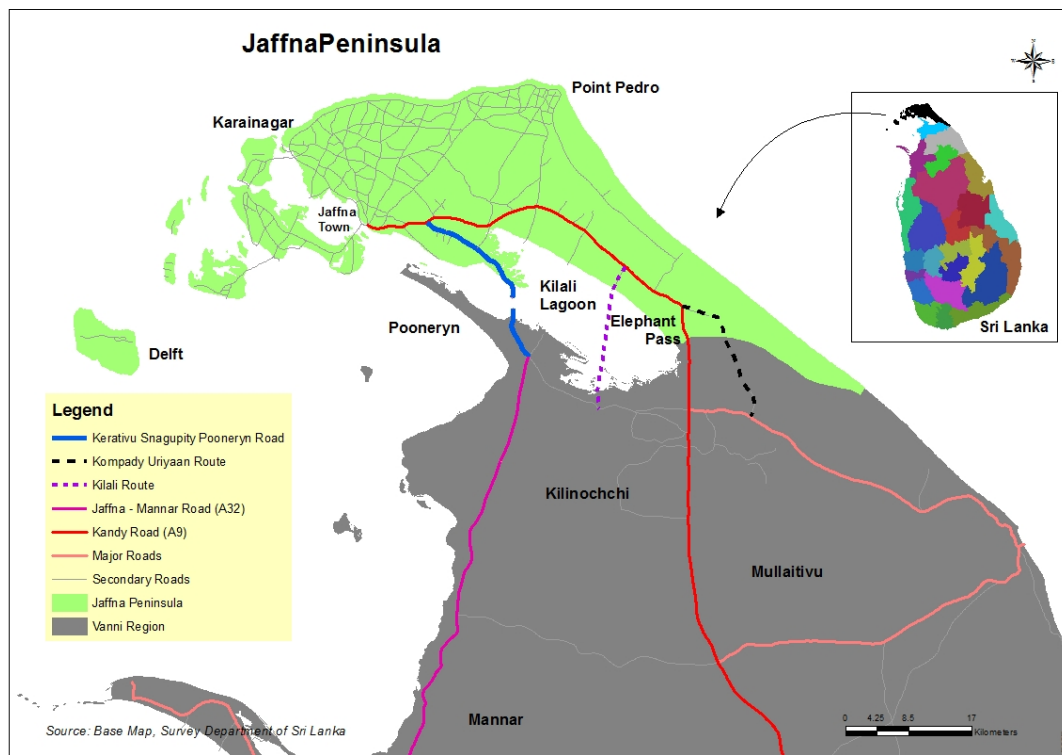 JaffnaPeninsula
Point Pedro
Karainagar
Jaffna
Town
Kilali
Lagoon
Pooneryn
Elephant
Pass
Delft
Sri Lanka
Legend
Kerativu Snagupity Pooneryn Road
Kompady Uriyaan Route
Kilali Route
Jaffna - Mannar Road (A32)
Kandy Road (A9)
Major Roads
Secondary Roads
Jaffna Peninsula
Vanni Region
Kilinochchi
Mullaitivu
Mannar
Source: Base Map, Survey Department of Sri Lanka
0 4.25 8.5 17
Kilometers